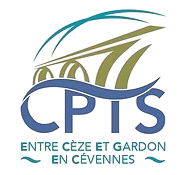 CPTS
ENTRE CÈZE ET GARDON
EN CÉVENNES